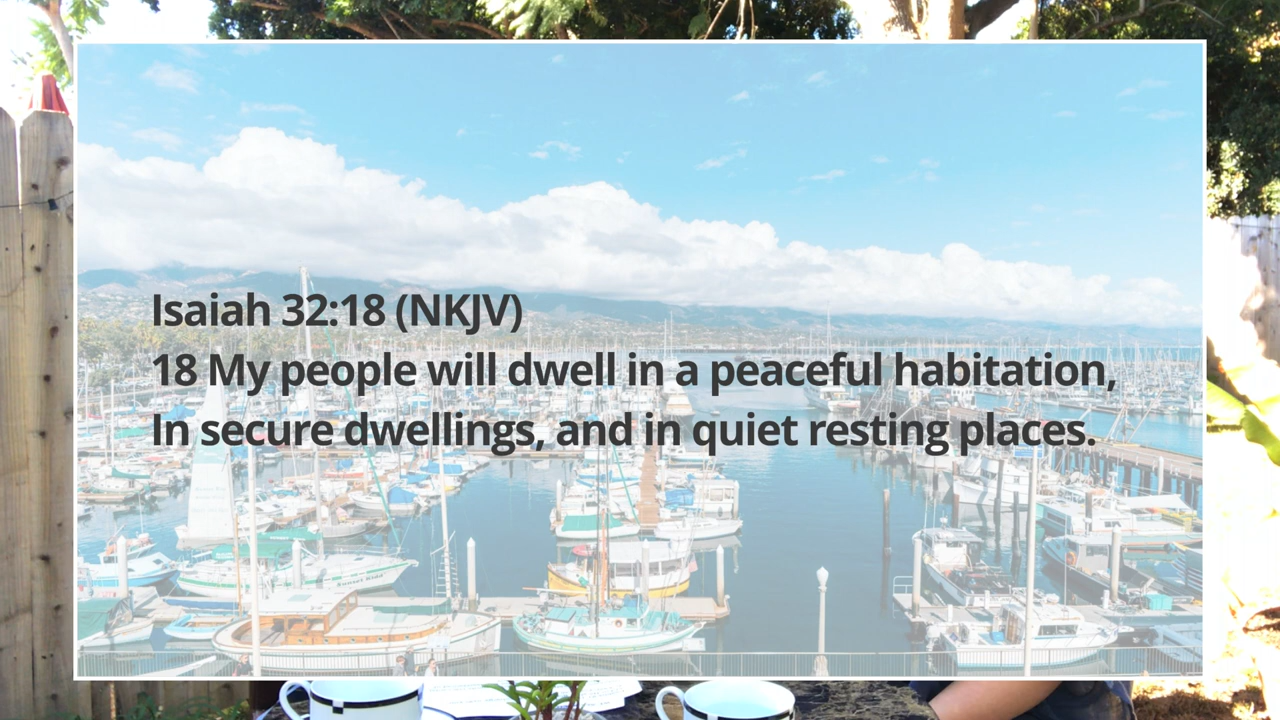 Isaiah 32:18 (NKJV)
18 My people will dwell in a peaceful habitation,
In secure dwellings, and in quiet resting places.